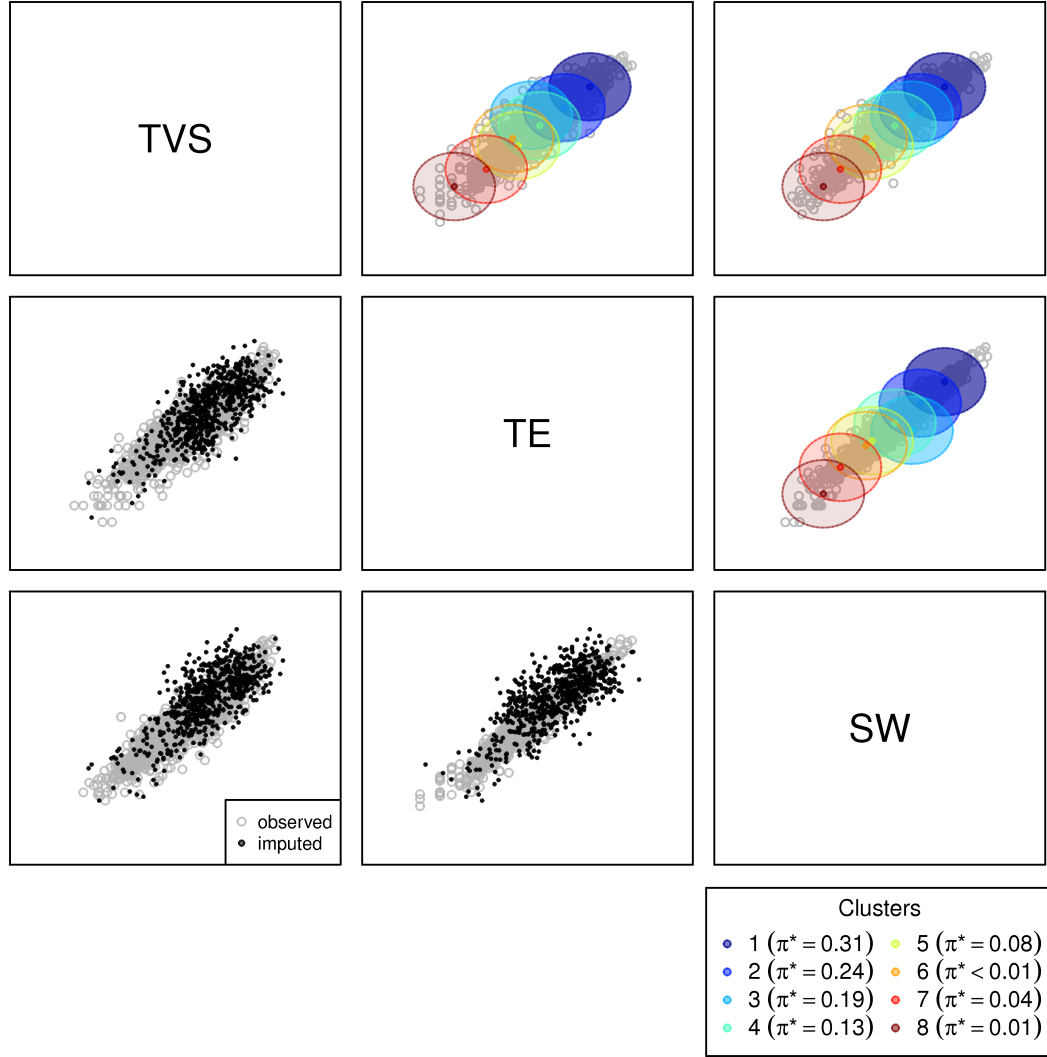 TVS
TE
SW
observed
imputed
Clusters
1 (π* = 0.31)
2 (π* = 0.24)
3 (π* = 0.19)
4 (π* = 0.13)
5 (π* = 0.08)
6 (π* < 0.01)
7 (π* = 0.04)
8 (π* = 0.01)